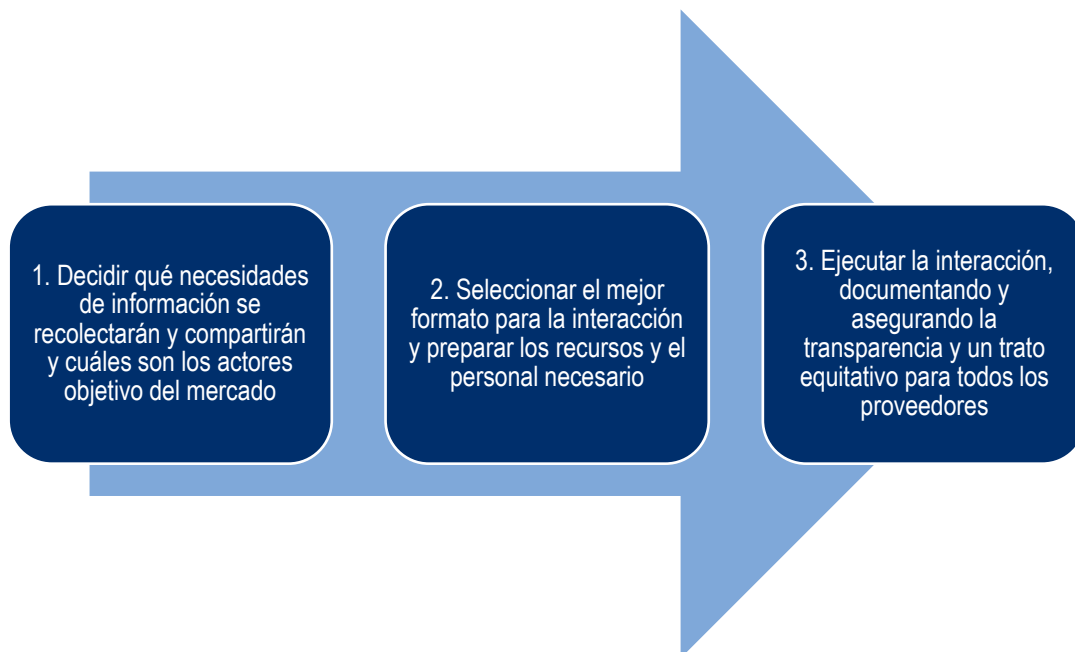 1. Decidir qué necesidades
de información se
recolectarán y compartirán
y cuáles son los actores
objetivo del mercado
2. Seleccionar el mejor
formato para la interacción
y preparar los recursos y el
personal necesario
3. Ejecutar la interacción,
documentando y
asegurando la
transparencia y un trato
equitativo para todos los
proveedores